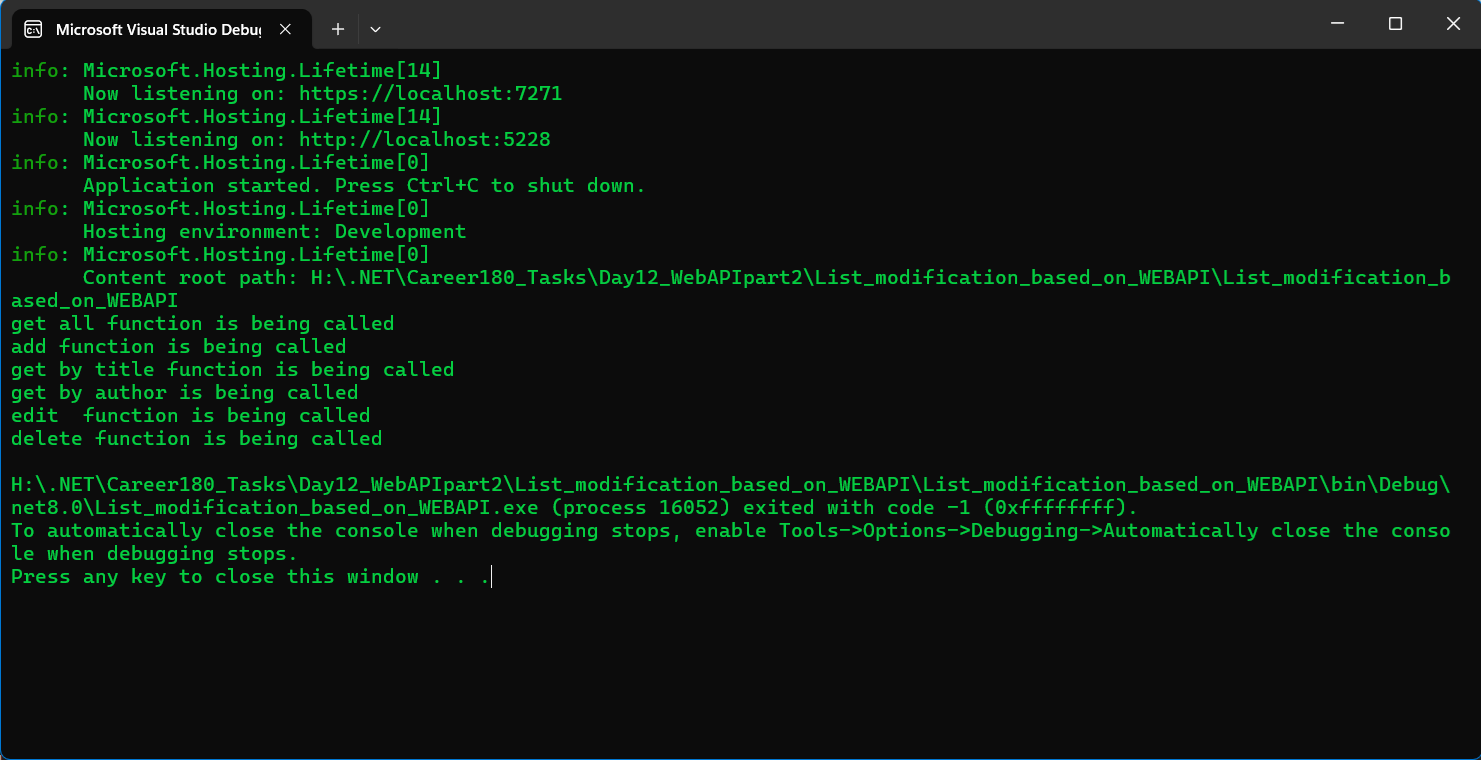 Microsoft Visual Studio Debug
info: Microsoft.Hosting.Lifetime[14]
      Now listening on: https://localhost:7271
info: Microsoft.Hosting.Lifetime[14]
      Now listening on: http://localhost:5228
info: Microsoft.Hosting.Lifetime[0]
      Application started. Press Ctrl+C to shut down.
info: Microsoft.Hosting.Lifetime[0]
      Hosting environment: Development
info: Microsoft.Hosting.Lifetime[0]
      Content root path: H:\.NET\Career180_Tasks\Day12_WebAPIpart2\List_modification_based_on_WEBAPI\List_modification_b
ased_on_WEBAPI
get all function is being called
add function is being called
get by title function is being called
get by author is being called
edit  function is being called
delete function is being called

H:\.NET\Career180_Tasks\Day12_WebAPIpart2\List_modification_based_on_WEBAPI\List_modification_based_on_WEBAPI\bin\Debug\
net8.0\List_modification_based_on_WEBAPI.exe (process 16052) exited with code -1 (0xffffffff).
To automatically close the console when debugging stops, enable Tools->Options->Debugging->Automatically close the conso
le when debugging stops.
Press any key to close this window . . .